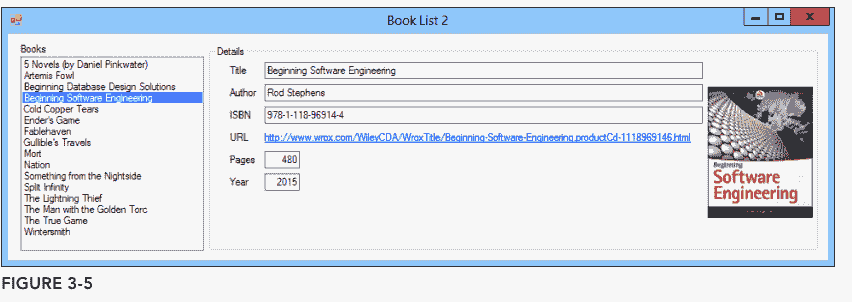 Book List 2
Books
5 Novels (by Daniel Pinkwater)
Artemis Fowl
Beginning Database Design Solutions
Beginning Software Engineering
Cold Copper Tears
Ender's Game
Fablehaven
Gullible's Travels
Mort
Nation
Something from the Nightside
Split Infinity
The Lightning Thief
The Man with the Golden Torc
The True Game
Wintersmith
Details
Title Beginning Software Engineering
Author Rod Stephens
ISBN 978-1-118-96914-4
URL http://www.wrox.com/WileyCDA/WroxTitle/Beginning-Software-Engineering.productCd-1118969146.html
Pages 480
Year 2015
Beginning
Software
Engineering
FIGURE 3-5